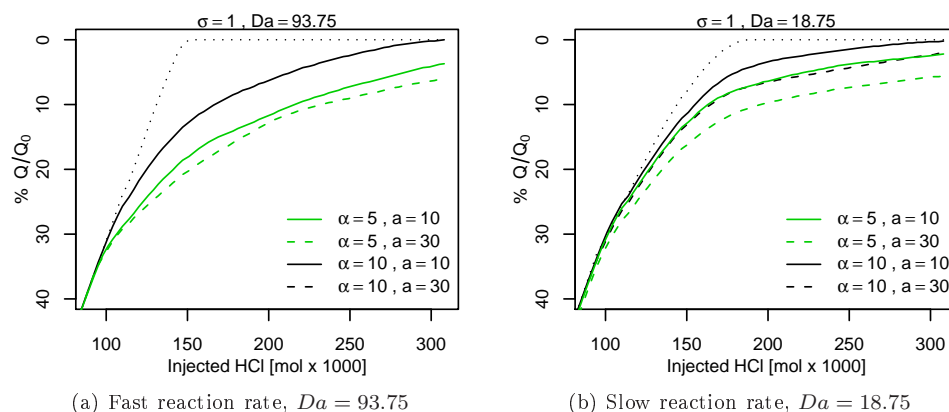 σ = 1 , Da = 93.75
% Q/Q0
0
10
20
30
40
α = 5 , a = 10
α = 5 , a = 30
α = 10 , a = 10
α = 10 , a = 30
100 150 200 250 300
Injected HCl [mol x 1000]
(a) Fast reaction rate, Da = 93.75
σ = 1 , Da = 18.75
% Q/Q0
0
10
20
30
40
α = 5 , a = 10
α = 5 , a = 30
α = 10 , a = 10
α = 10 , a = 30
100 150 200 250 300
Injected HCl [mol x 1000]
(b) Slow reaction rate, Da = 18.75